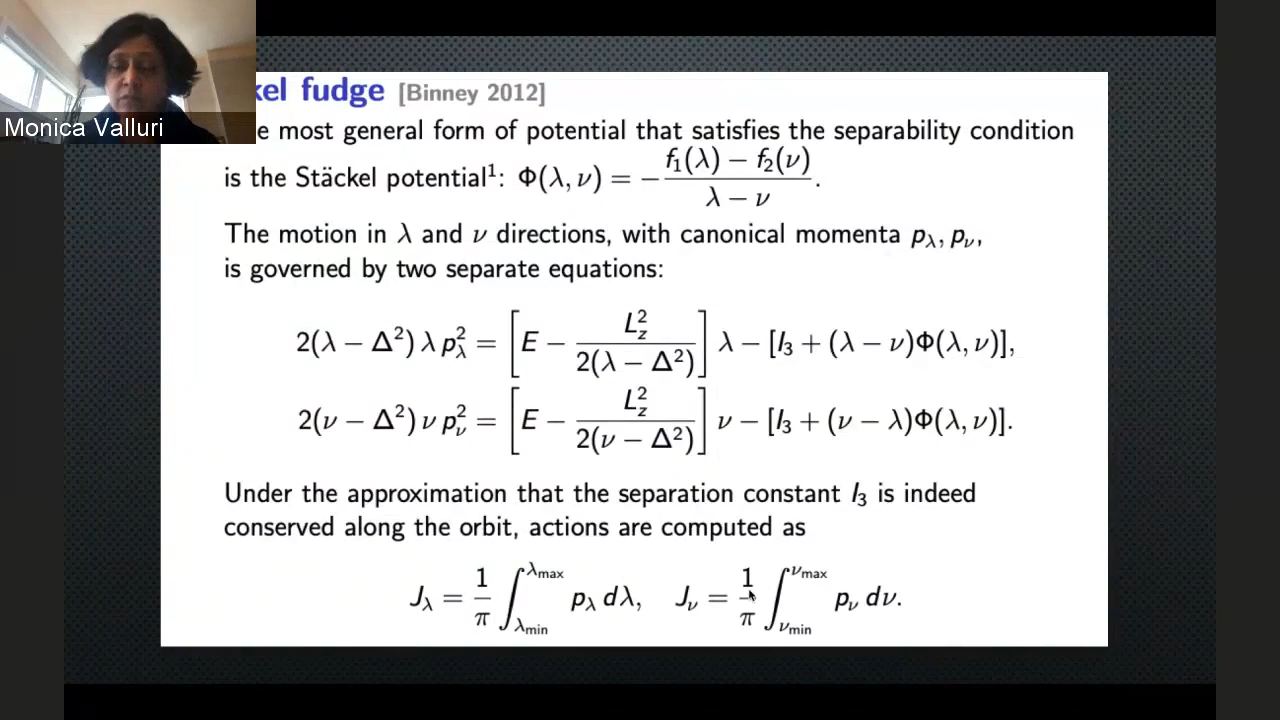 Monica Valluri
kel fudge [Binney 2012]
e most general form of potential that satisfies the separability condition
is the Stäckel potential¹: Φ(λ, ν) = − f₁(λ) − f₂(ν) / λ − ν .
The motion in λ and ν directions, with canonical momenta p_λ, p_ν,
is governed by two separate equations:
2(λ − Δ²) λ p_λ² = [E − L_z² / 2(λ − Δ²)] λ − [I₃ + (λ − ν)Φ(λ, ν)],
2(ν − Δ²) ν p_ν² = [E − L_z² / 2(ν − Δ²)] ν − [I₃ + (ν − λ)Φ(λ, ν)].
Under the approximation that the separation constant I₃ is indeed
conserved along the orbit, actions are computed as
J_λ = 1/π ∫_{λmin}^{λmax} p_λ dλ, J_ν = 1/π ∫_{νmin}^{νmax} p_ν dν.